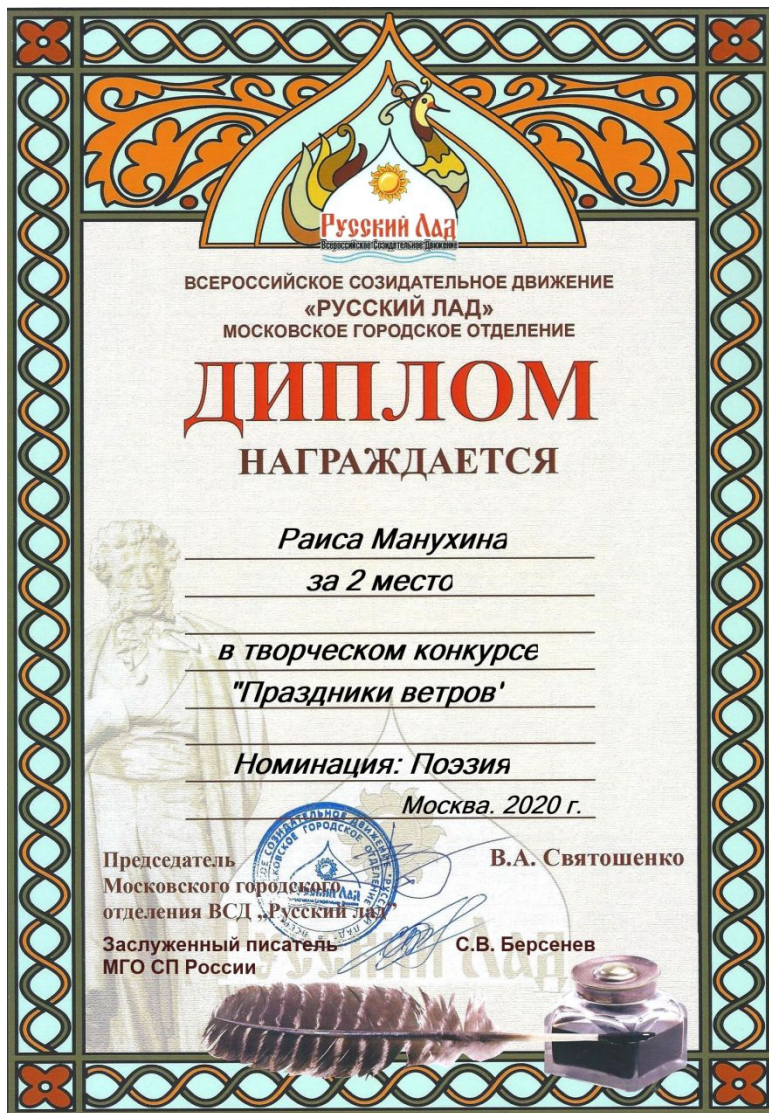 Русский Лад
Всероссийское Созидательное Движение
ВСЕРОССИЙСКОЕ СОЗИДАТЕЛЬНОЕ ДВИЖЕНИЕ
«РУССКИЙ ЛАД»
МОСКОВСКОЕ ГОРОДСКОЕ ОТДЕЛЕНИЕ
ДИПЛОМ
НАГРАЖДАЕТСЯ
Раиса Манухина
за 2 место
в творческом конкурсе
"Праздники ветров'
Номинация: Поэзия
Москва. 2020 г.
Председатель
Московского городского
отделения ВСД „Русский лад”
В.А. Святошенко
Заслуженный писатель
МГО СП России
С.В. Берсенев
Русский Лад